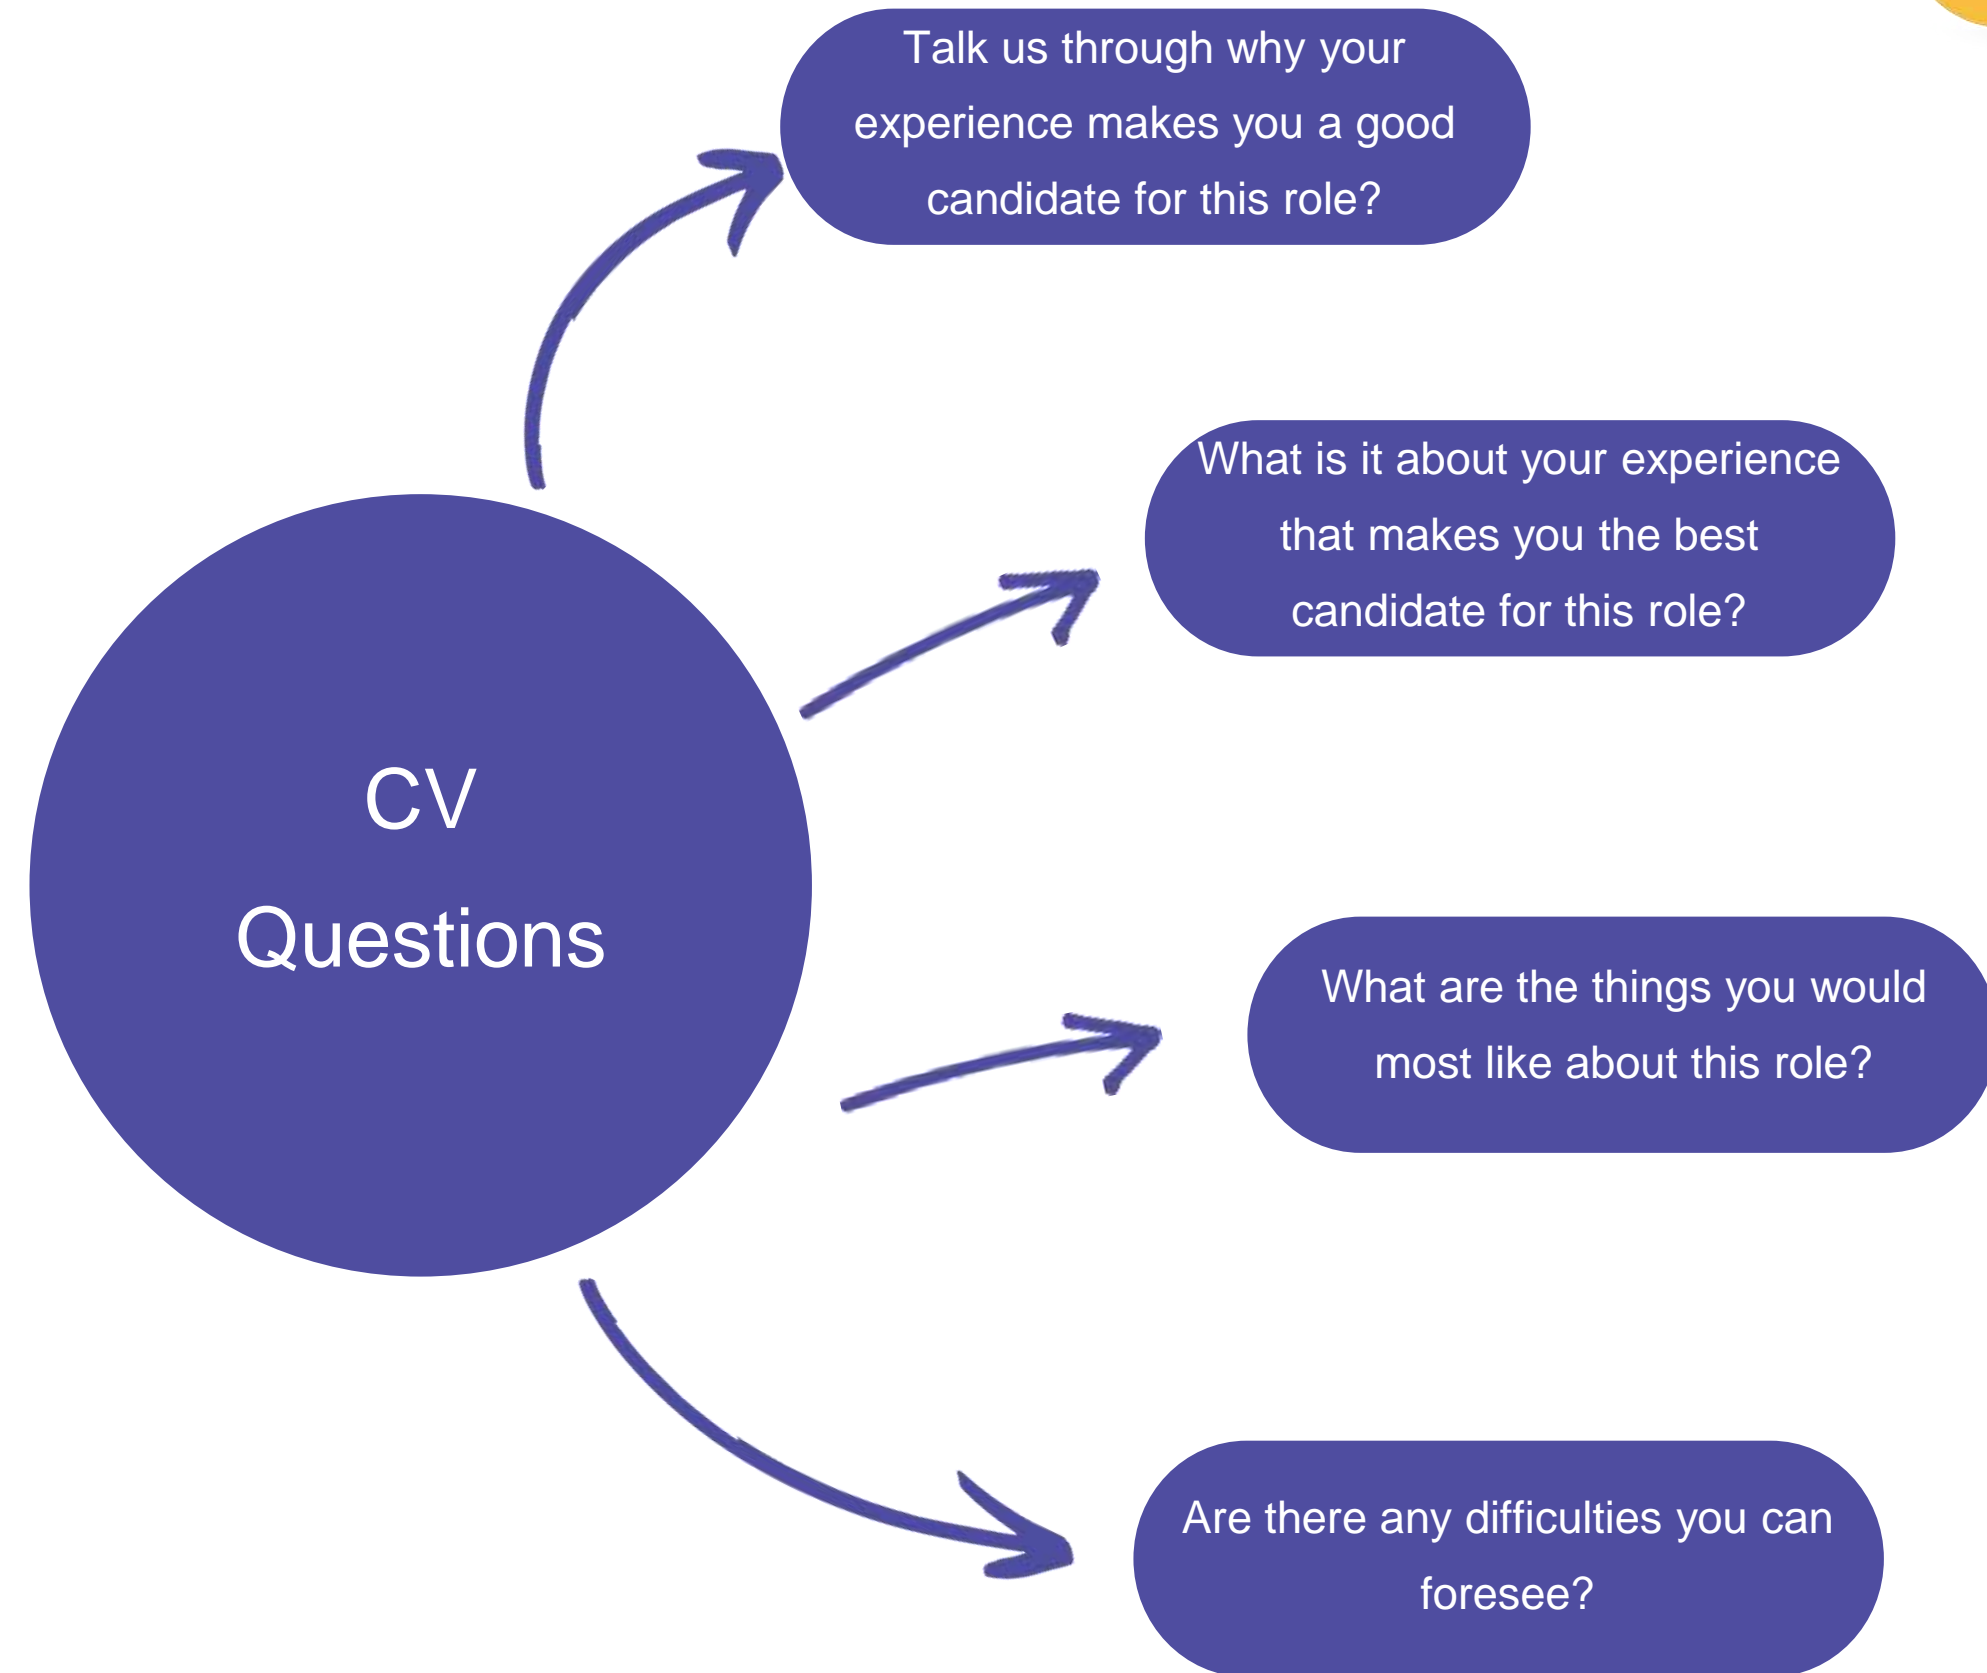 Talk us through why your
experience makes you a good
candidate for this role?
What is it about your experience
that makes you the best
candidate for this role?
CV
Questions
What are the things you would
most like about this role?
Are there any difficulties you can
foresee?